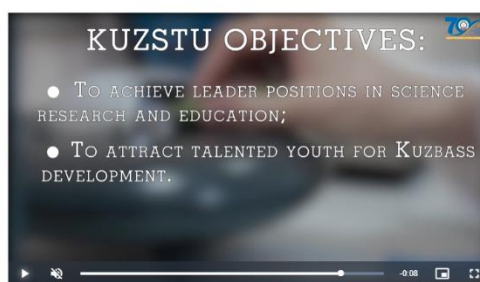 70
KUZSTU OBJECTIVES:
● TO ACHIEVE LEADER POSITIONS IN SCIENCE
RESEARCH AND EDUCATION;
● TO ATTRACT TALENTED YOUTH FOR KUZBASS
DEVELOPMENT.
-0:08